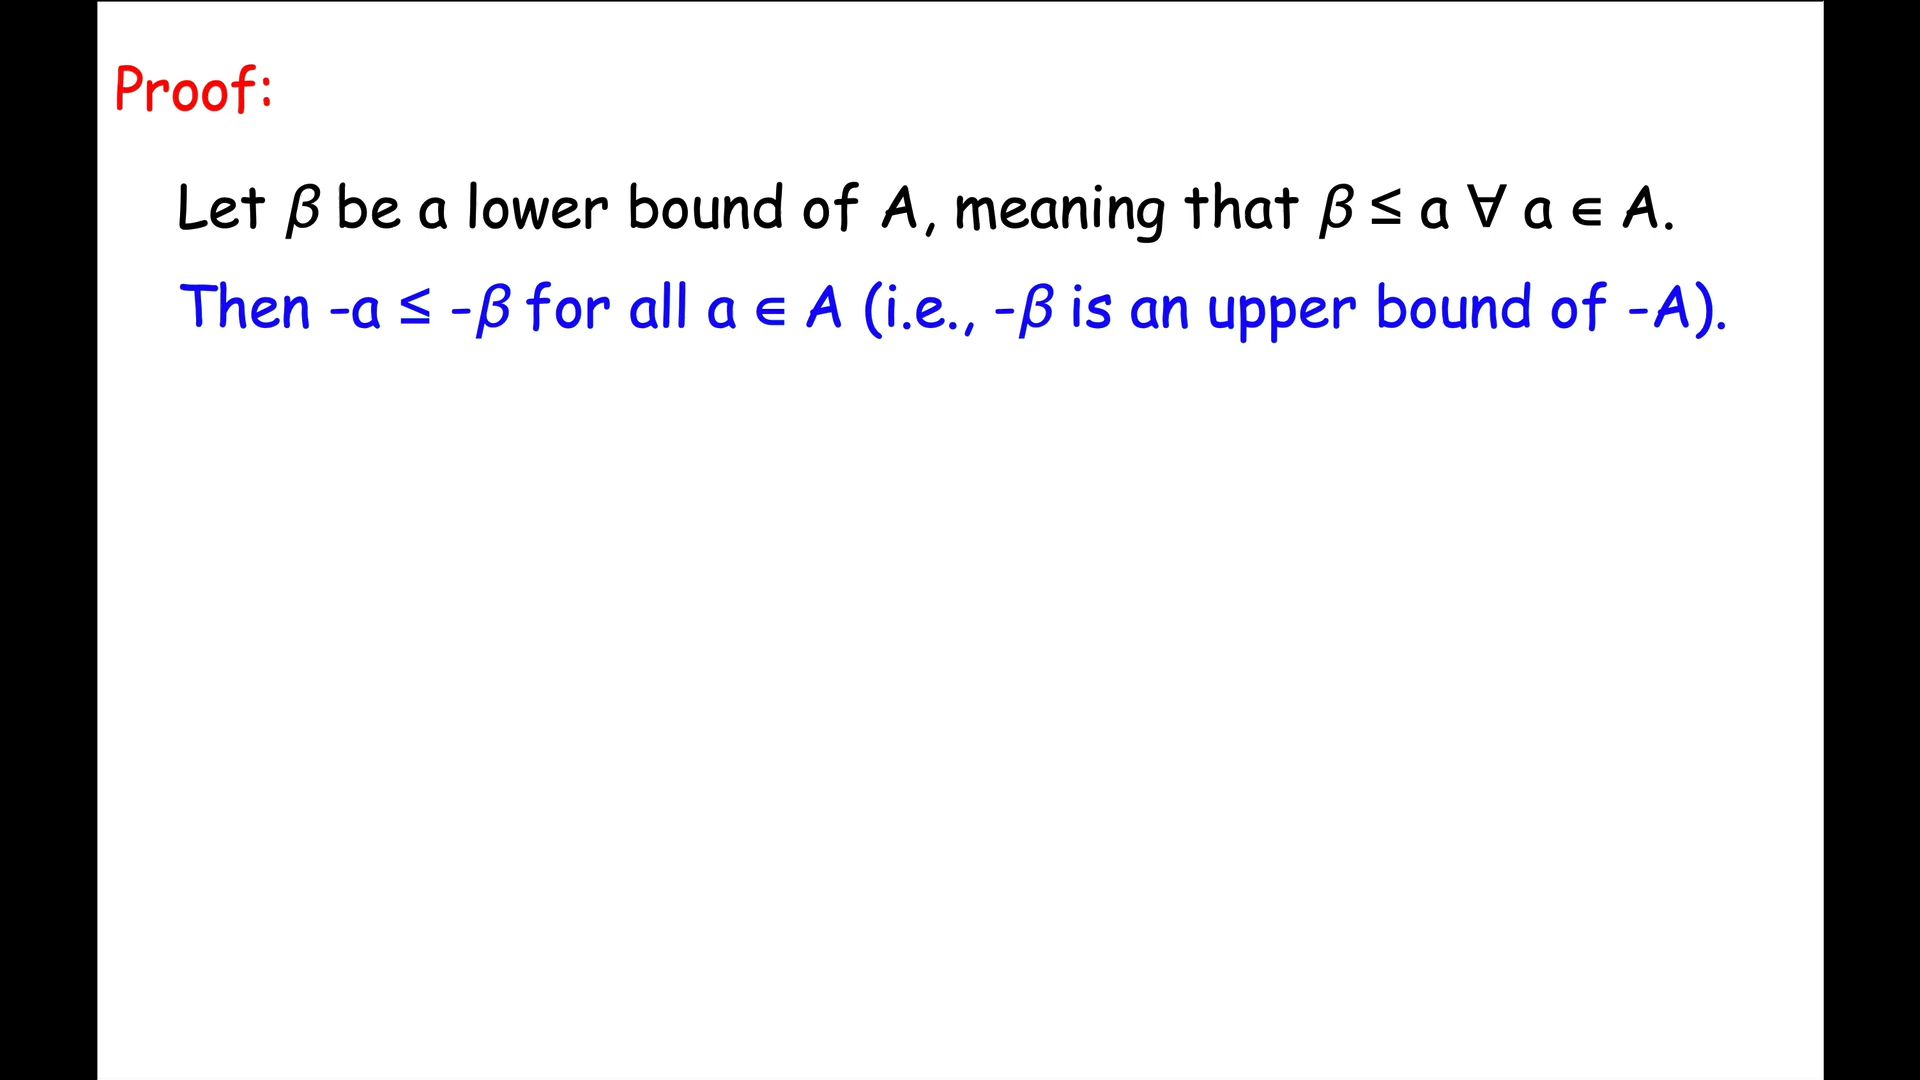 Proof:
Let β be a lower bound of A, meaning that β ≤ a ∀ a ∈ A.
Then -a ≤ -β for all a ∈ A (i.e., -β is an upper bound of -A).